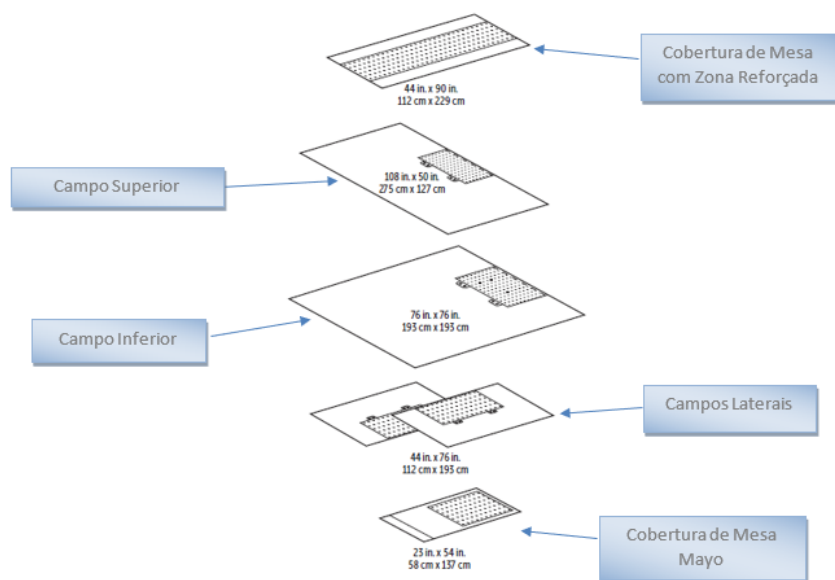 Cobertura de Mesa
com Zona Reforçada
44 in. x 90 in.
112 cm x 229 cm
Campo Superior
108 in. x 50 in.
275 cm x 127 cm
Campo Inferior
76 in. x 76 in.
193 cm x 193 cm
Campos Laterais
44 in. x 76 in.
112 cm x 193 cm
Cobertura de Mesa
Mayo
23 in. x 54 in.
58 cm x 137 cm